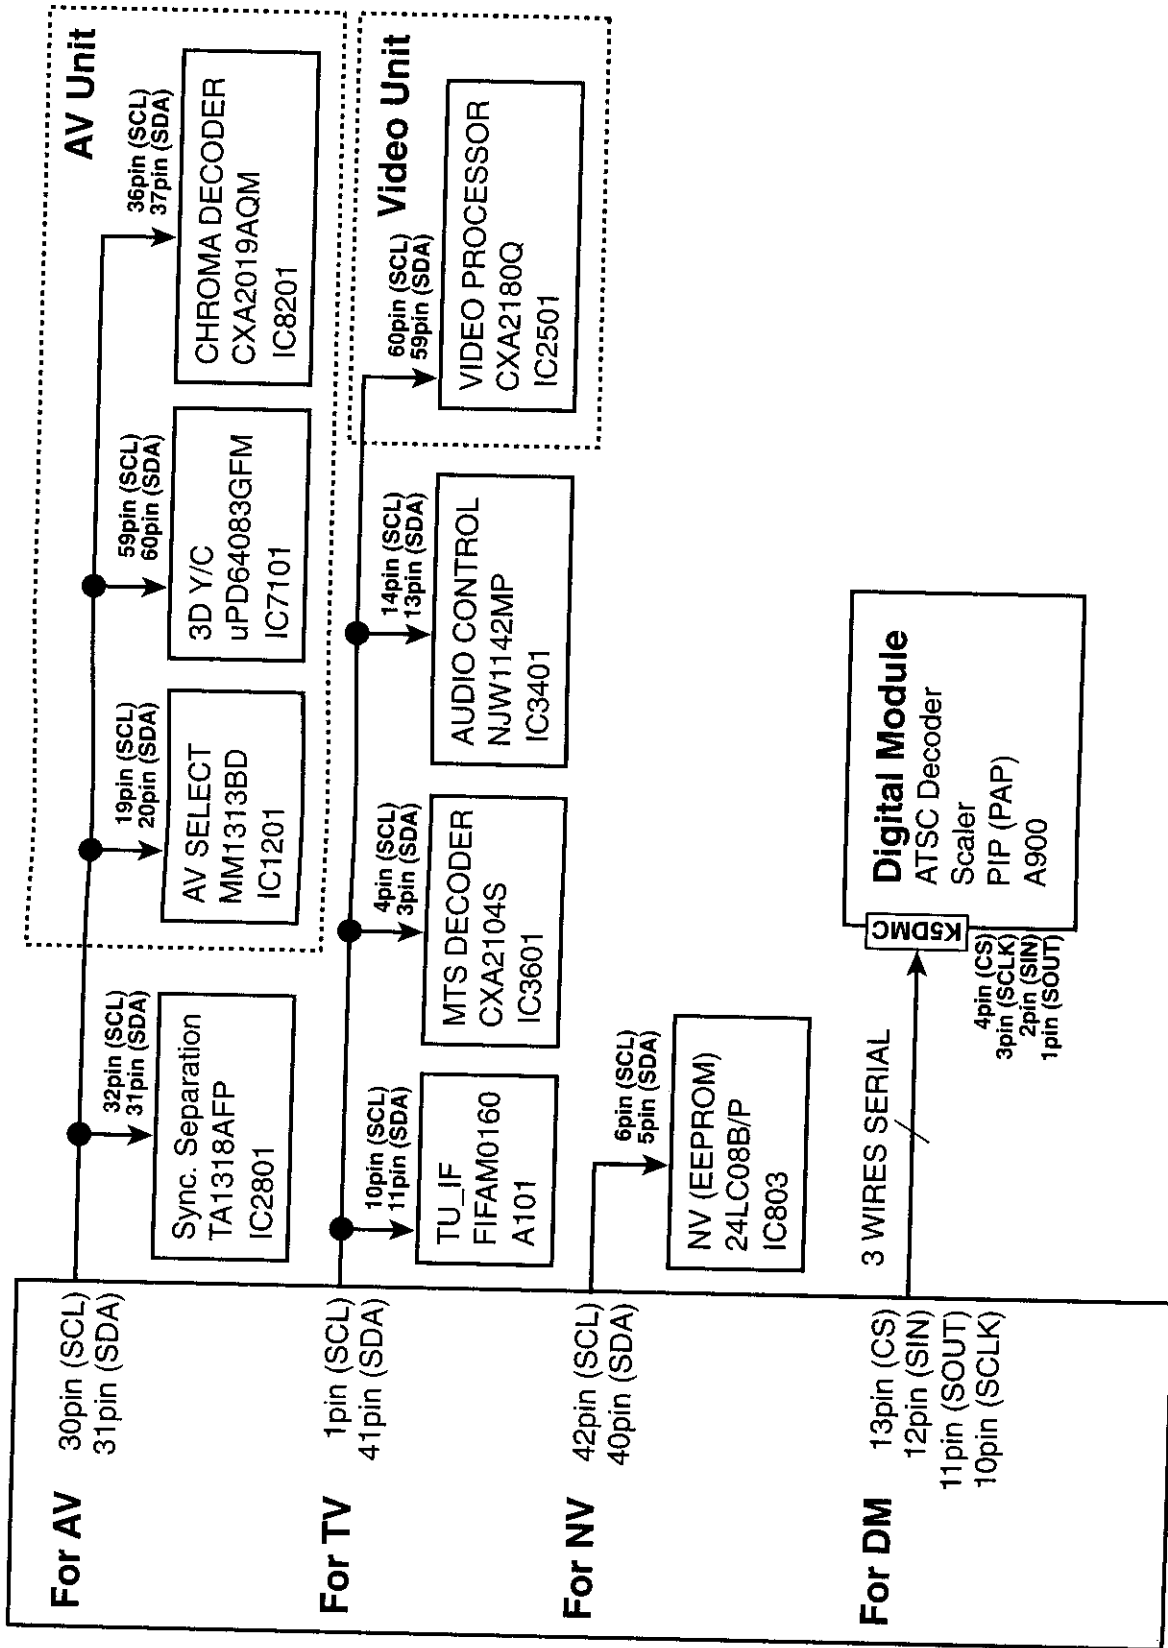 For AV
30pin (SCL)
31pin (SDA)
32pin (SCL)
31pin (SDA)
Sync. Separation
TA1318AFP
IC2801
AV Unit
19pin (SCL)
20pin (SDA)
AV SELECT
MM1313BD
IC1201
59pin (SCL)
60pin (SDA)
3D Y/C
uPD64083GFM
IC7101
36pin (SCL)
37pin (SDA)
CHROMA DECODER
CXA2019AQM
IC8201
For TV
1pin (SCL)
41pin (SDA)
10pin (SCL)
11pin (SDA)
TU_IF
FIFAM0160
A101
4pin (SCL)
3pin (SDA)
MTS DECODER
CXA2104S
IC3601
14pin (SCL)
13pin (SDA)
AUDIO CONTROL
NJW1142MP
IC3401
Video Unit
60pin (SCL)
59pin (SDA)
VIDEO PROCESSOR
CXA2180Q
IC2501
For NV
42pin (SCL)
40pin (SDA)
6pin (SCL)
5pin (SDA)
NV (EEPROM)
24LC08B/P
IC803
For DM
13pin (CS)
12pin (SIN)
11pin (SOUT)
10pin (SCLK)
3 WIRES SERIAL
K5DMC
4pin (CS)
3pin (SCLK)
2pin (SIN)
1pin (SOUT)
Digital Module
ATSC Decoder
Scaler
PIP (PAP)
A900